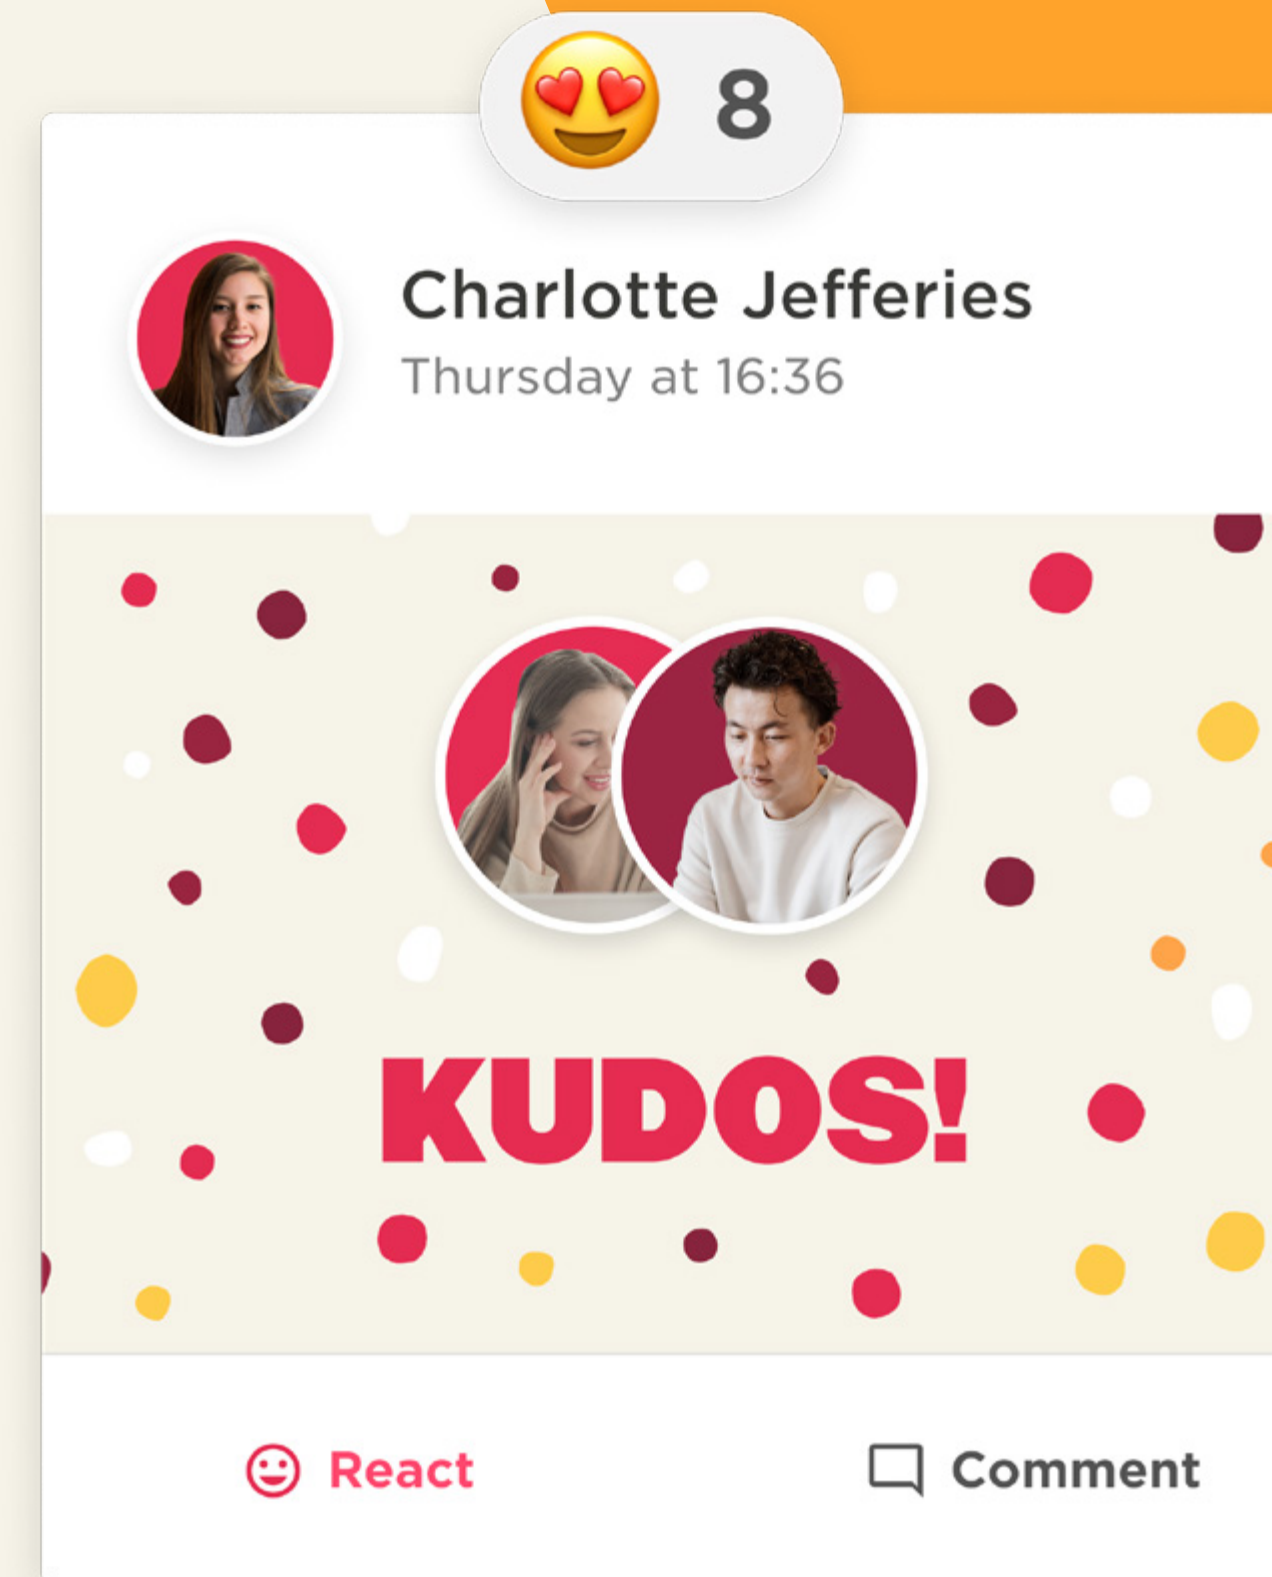 8
Charlotte Jefferies
Thursday at 16:36
KUDOS!
React
Comment